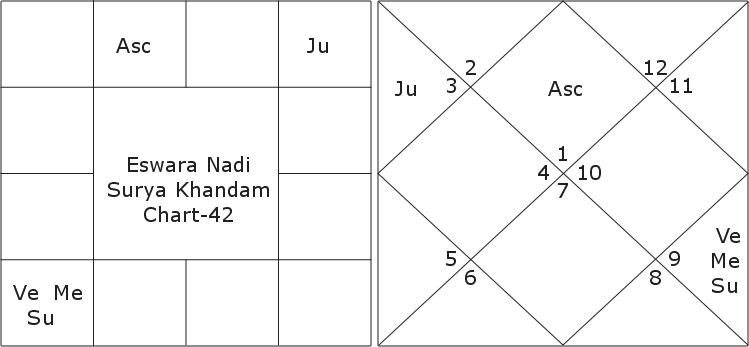 Asc Ju
Eswara Nadi
Surya Khandam
Chart-42
Ve Me
Su
2 12
Ju 3 Asc 11
1
4 10
7
5 9
6 8
Ve
Me
Su